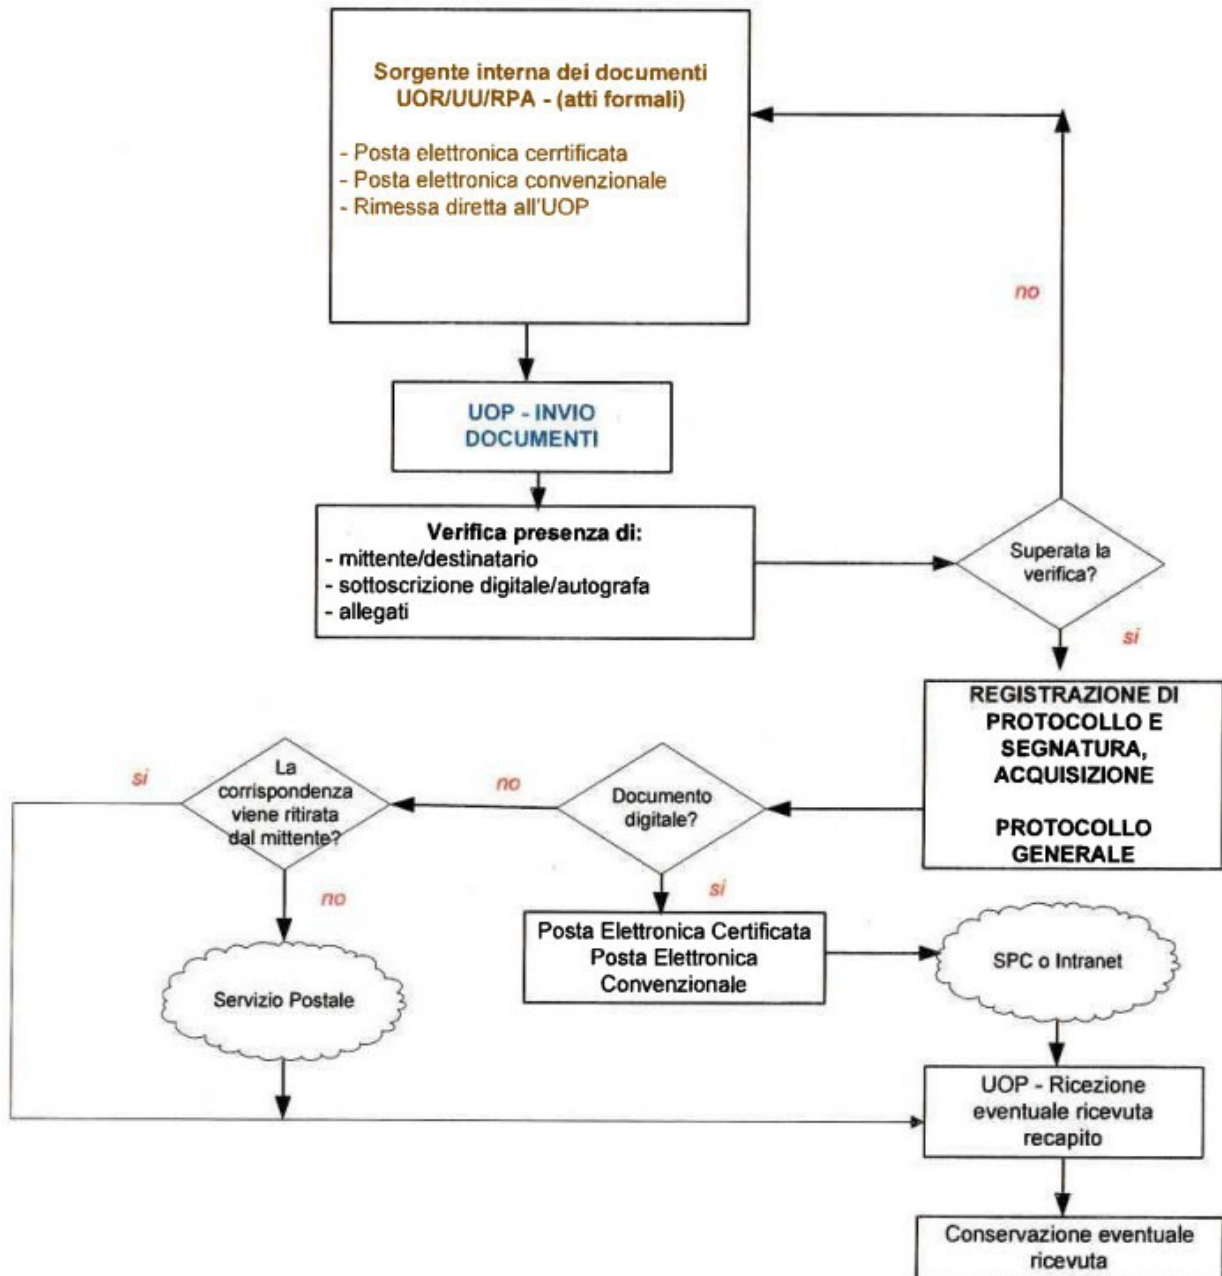 Sorgente interna dei documenti
UOR/UU/RPA - (atti formali)
- Posta elettronica cerrtificata
- Posta elettronica convenzionale
- Rimessa diretta all'UOP
no
UOP - INVIO
DOCUMENTI
Verifica presenza di:
- mittente/destinatario
- sottoscrizione digitale/autografa
- allegati
Superata la
verifica?
si
REGISTRAZIONE DI
PROTOCOLLO E
SEGNATURA,
ACQUISIZIONE
PROTOCOLLO
GENERALE
Documento
digitale?
no
La
corrispondenza
viene ritirata
dal mittente?
si
no
si
Posta Elettronica Certificata
Posta Elettronica
Convenzionale
SPC o Intranet
Servizio Postale
UOP - Ricezione
eventuale ricevuta
recapito
Conservazione eventuale
ricevuta